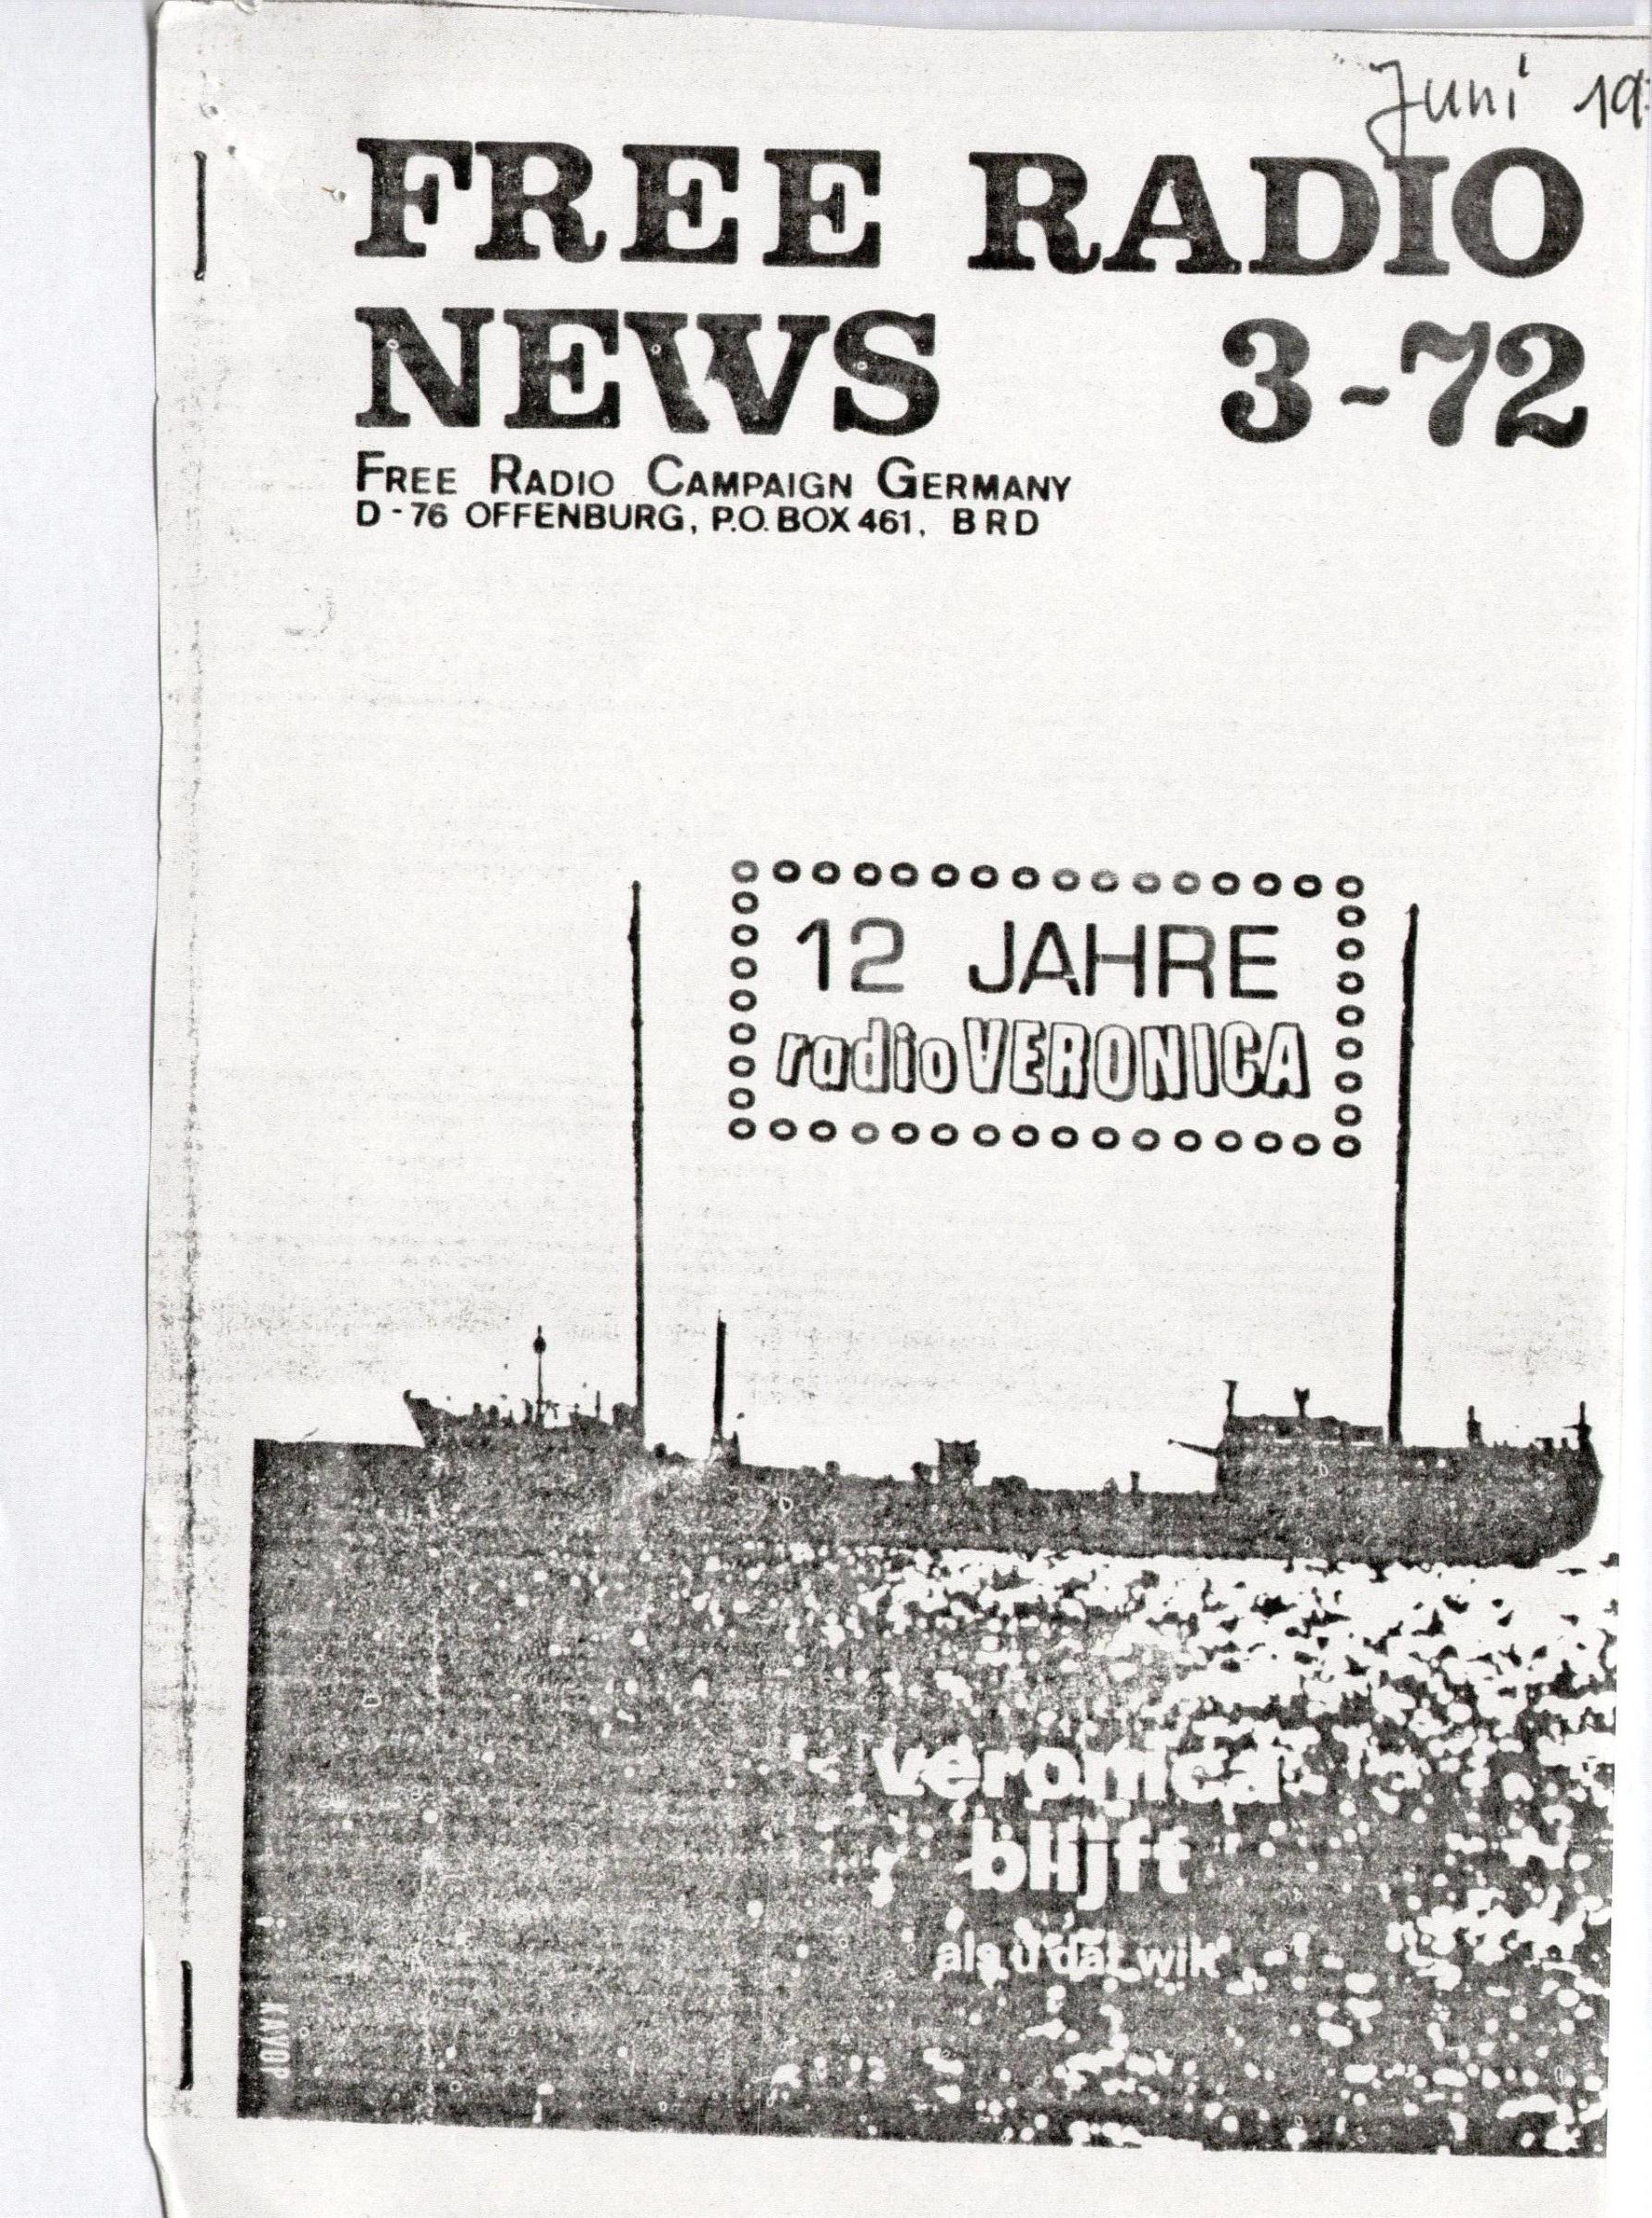 Juni 19
FREE RADIO
NEWS 3-72
FREE RADIO CAMPAIGN GERMANY
D-76 OFFENBURG, P.O. BOX 461, BRD
12 JAHRE
radio VERONICA
veronica
blijft
als u dat wilt